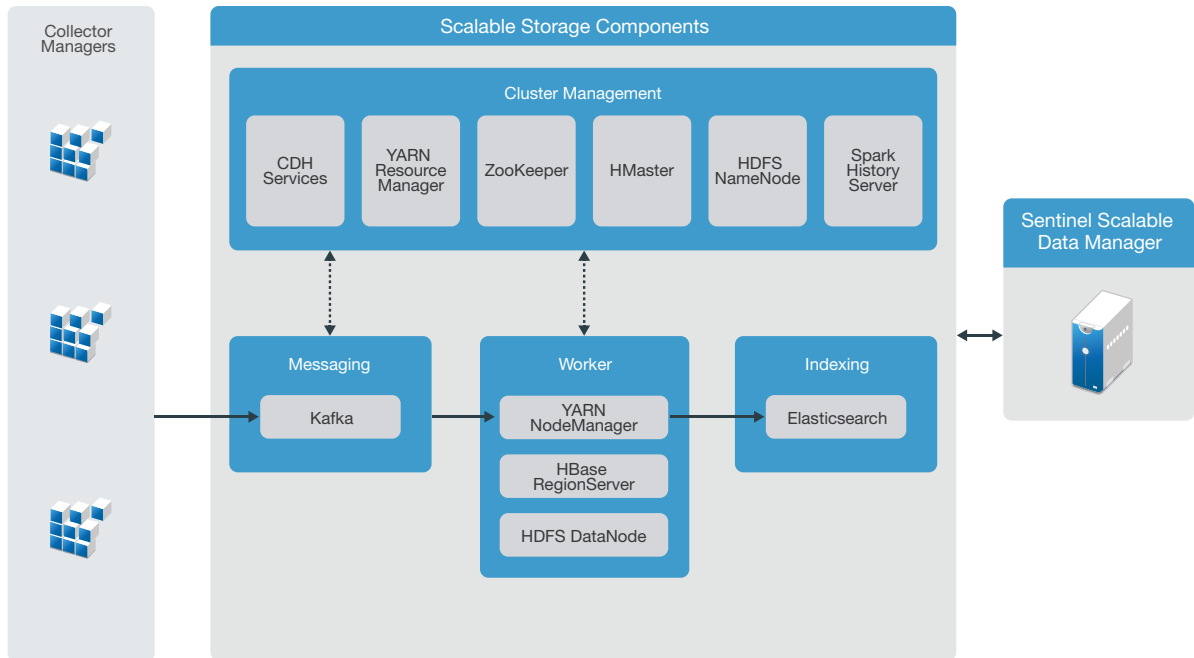 Collector
Managers
Scalable Storage Components
Cluster Management
CDH
Services
YARN
Resource
Manager
ZooKeeper
HMaster
HDFS
NameNode
Spark
History
Server
Sentinel Scalable
Data Manager
Messaging
Kafka
Worker
YARN
NodeManager
HBase
RegionServer
HDFS DataNode
Indexing
Elasticsearch